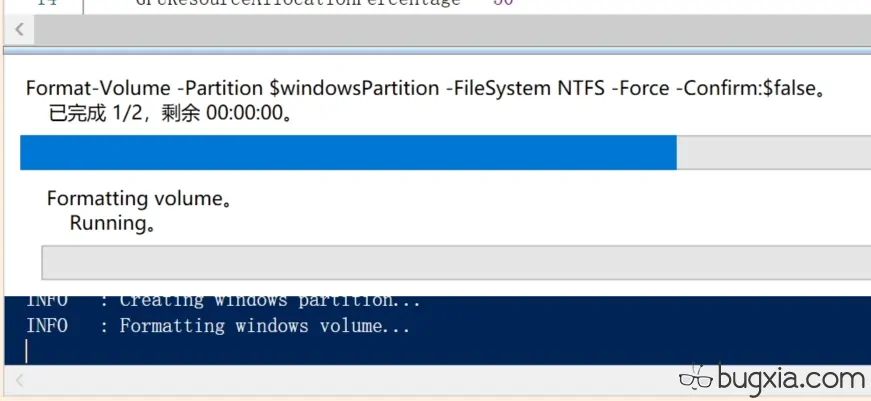 14 GPUResourceAllocationPercentage 50
Format-Volume -Partition $windowsPartition -FileSystem NTFS -Force -Confirm:$false。
已完成 1/2，剩余 00:00:00。
Formatting volume。
Running。
INFO : Creating windows partition...
INFO : Formatting windows volume...
bugxia.com